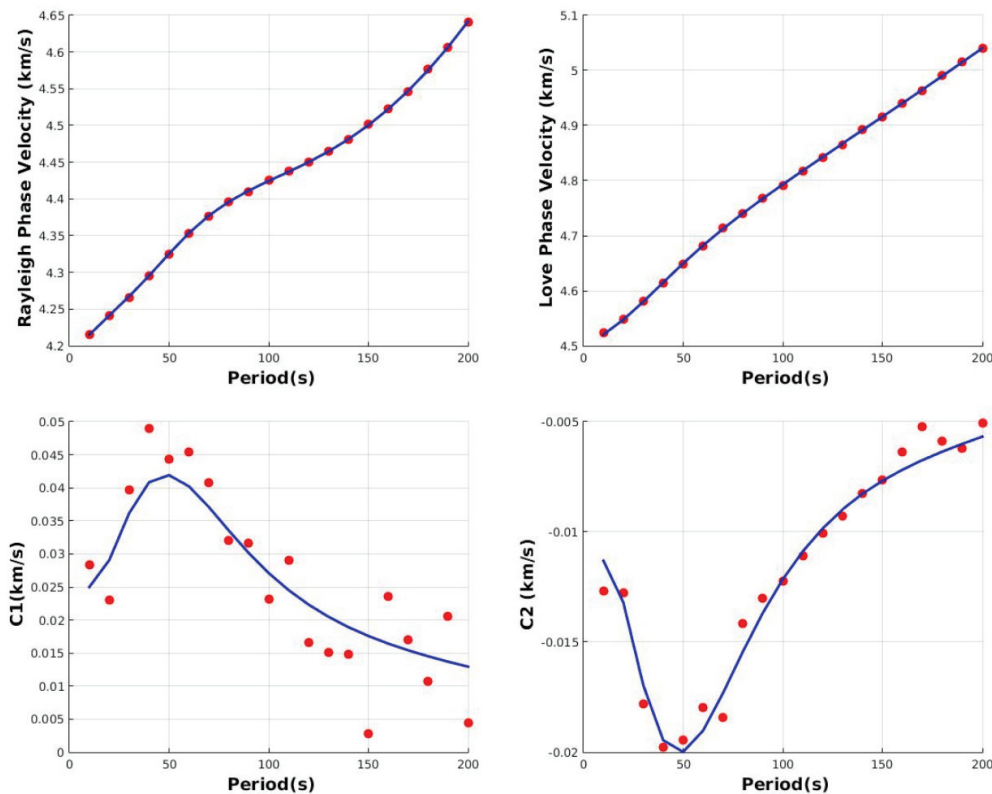 Rayleigh Phase Velocity (km/s)
4.65
4.6
4.55
4.5
4.45
4.4
4.35
4.3
4.25
4.2
0 50 100 150 200
Period(s)
Love Phase Velocity (km/s)
5.1
5
4.9
4.8
4.7
4.6
4.5
0 50 100 150 200
Period(s)
C1(km/s)
0.05
0.045
0.04
0.035
0.03
0.025
0.02
0.015
0.01
0.005
0
0 50 100 150 200
Period(s)
C2 (km/s)
-0.005
-0.01
-0.015
-0.02
0 50 100 150 200
Period(s)